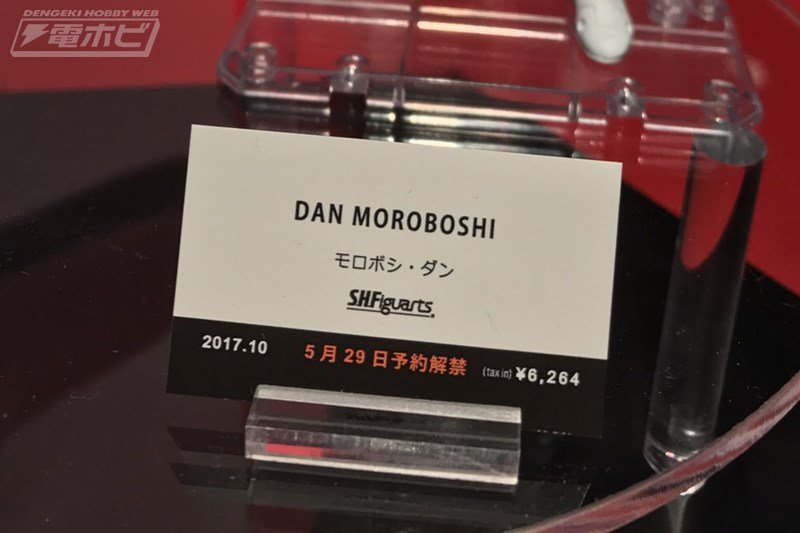 DENGEKI HOBBY WEB
電ホビ
DAN MOROBOSHI
モロボシ・ダン
S.H.Figuarts
2017.10 5月29日予約解禁 (tax in) ¥6,264